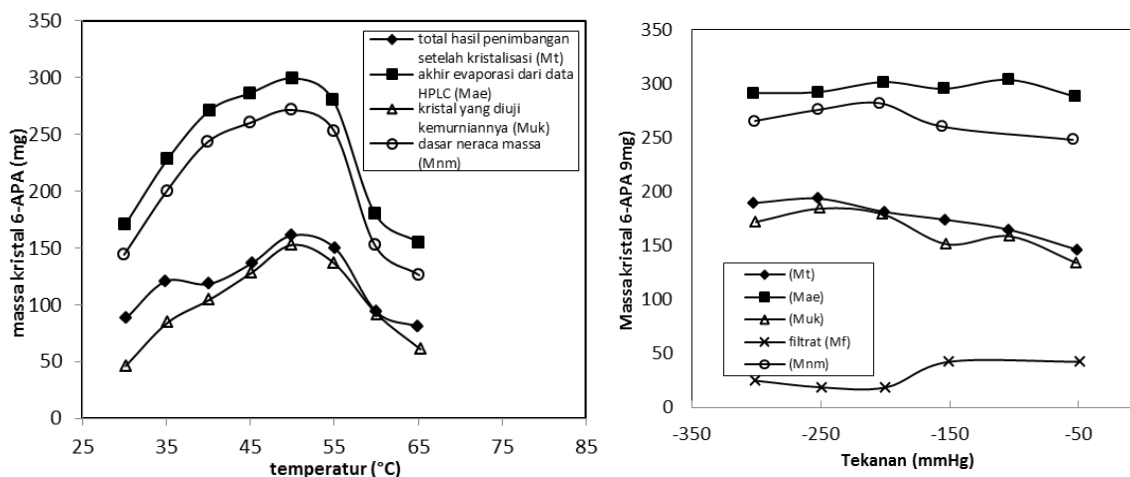 massa kristal 6-APA (mg)
350
300
250
200
150
100
50
0
total hasil penimbangan
setelah kristalisasi (Mt)
akhir evaporasi dari data
HPLC (Mae)
kristal yang diuji
kemurniannya (Muk)
dasar neraca massa
(Mnm)
25
35
45
55
65
75
85
temperatur (°C)
Massa kristal 6-APA 9mg)
350
300
250
200
150
100
50
0
(Mt)
(Mae)
(Muk)
filtrat (Mf)
(Mnm)
-350
-250
-150
-50
Tekanan (mmHg)